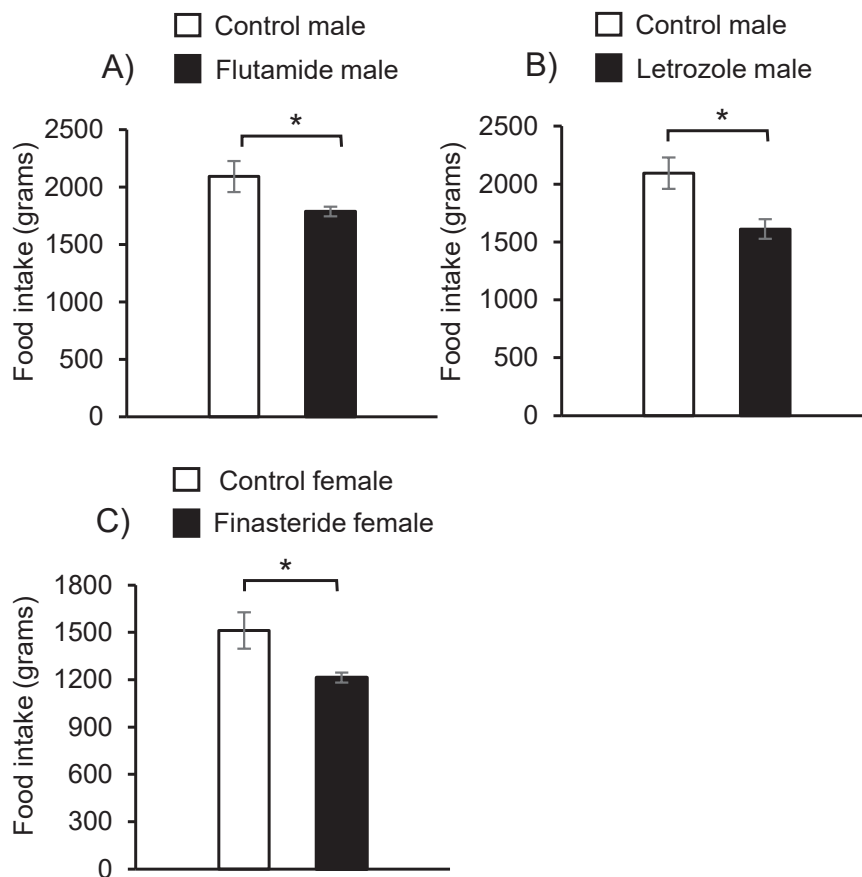 Control male
A) Flutamide male
*
2500
2000
1500
1000
500
0
Food intake (grams)
Control male
B) Letrozole male
*
2500
2000
1500
1000
500
0
Food intake (grams)
Control female
C) Finasteride female
*
1800
1500
1200
900
600
300
0
Food intake (grams)